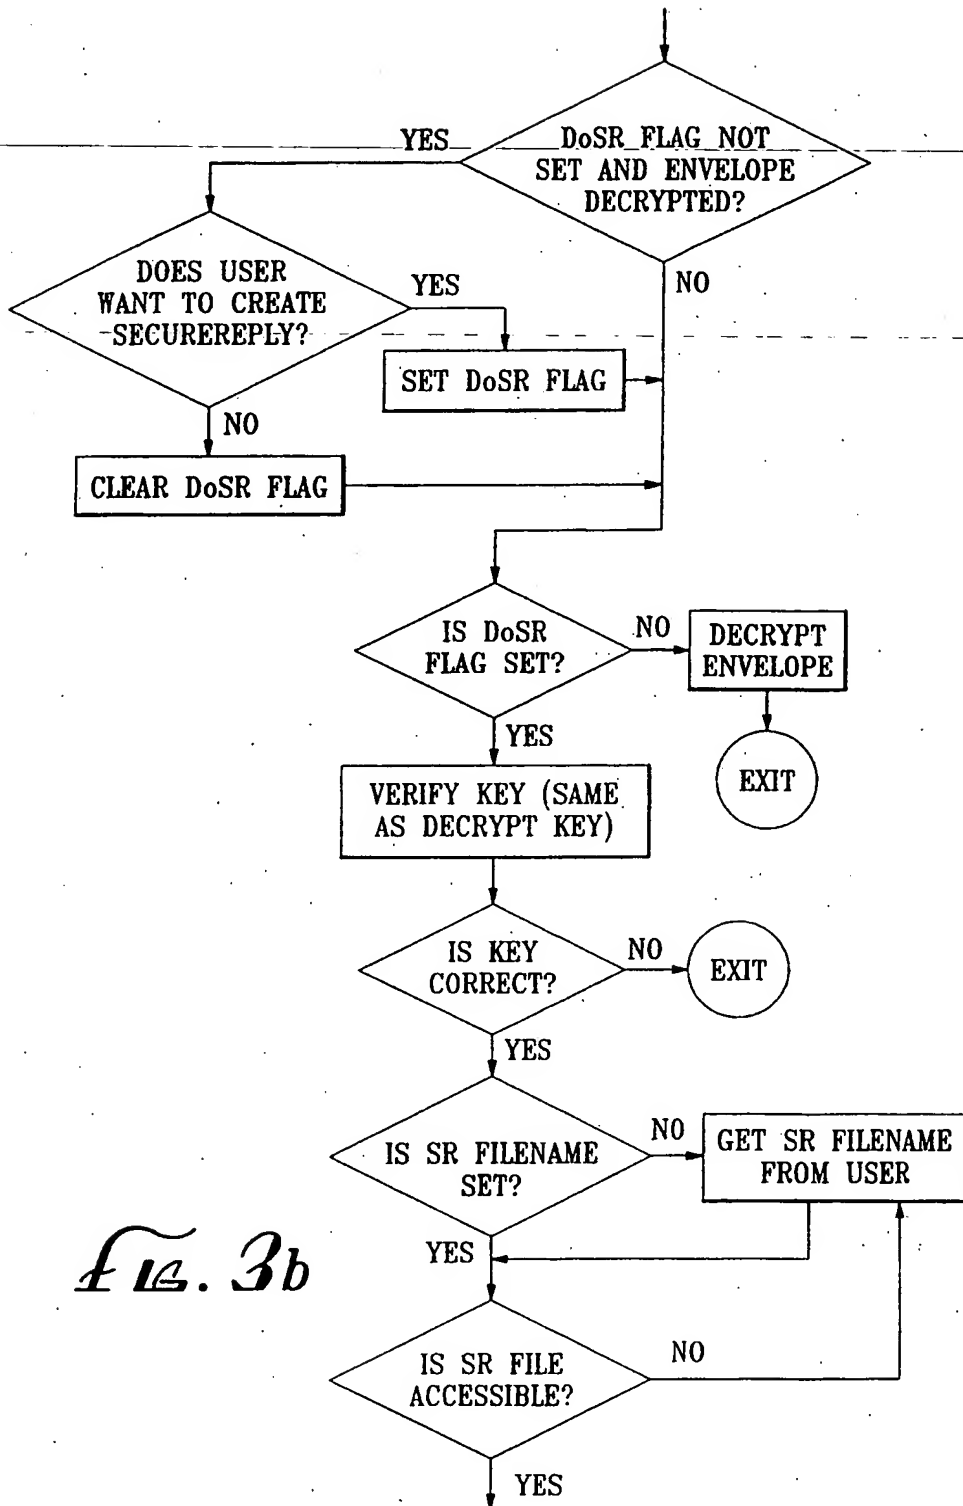 YES
DoSR FLAG NOT
SET AND ENVELOPE
DECRYPTED?
DOES USER
WANT TO CREATE
SECUREREPLY?
YES
NO
SET DoSR FLAG
NO
CLEAR DoSR FLAG
IS DoSR
FLAG SET?
NO
DECRYPT
ENVELOPE
YES
EXIT
VERIFY KEY (SAME
AS DECRYPT KEY)
IS KEY
CORRECT?
NO
EXIT
YES
IS SR FILENAME
SET?
NO
GET SR FILENAME
FROM USER
YES
FIG. 3b
IS SR FILE
ACCESSIBLE?
NO
YES